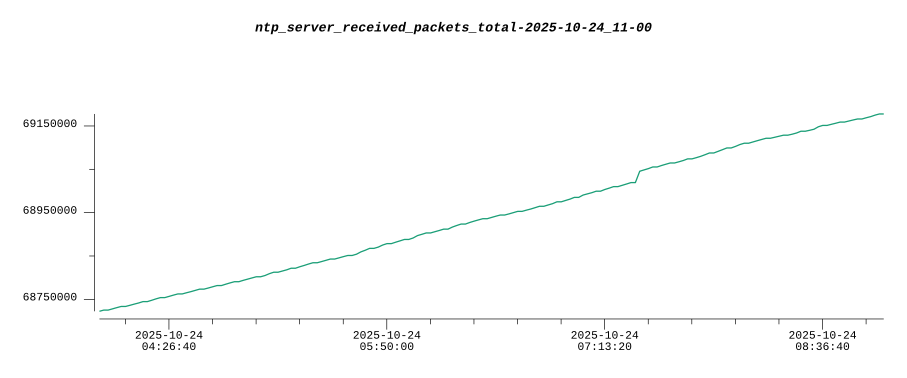 ntp_server_received_packets_total-2025-10-24_11-00
69150000
68950000
68750000
2025-10-24 2025-10-24 2025-10-24 2025-10-24
04:26:40 05:50:00 07:13:20 08:36:40